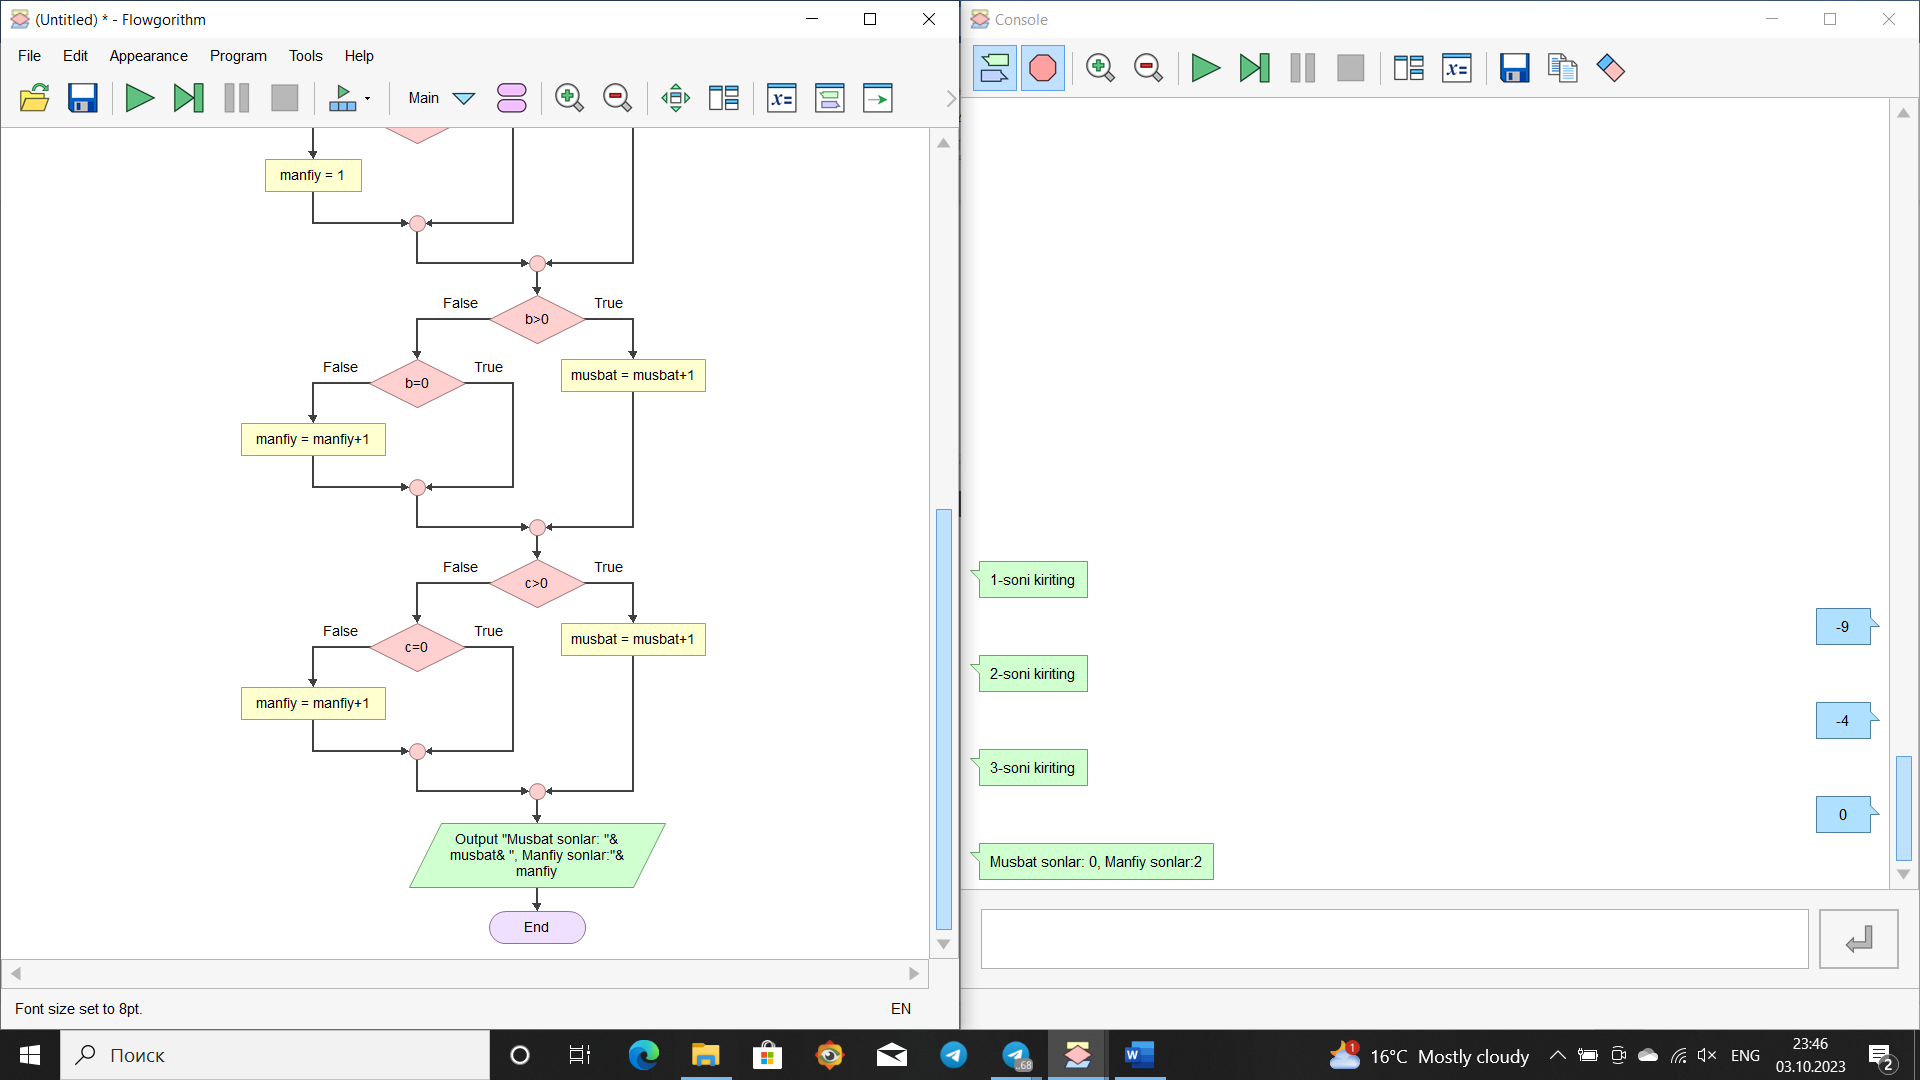 (Untitled) * - Flowgorithm
File Edit Appearance Program Tools Help
Main
manfiy = 1
False True
b>0
False True
b=0
musbat = musbat+1
manfiy = manfiy+1
False True
c>0
False True
c=0
musbat = musbat+1
manfiy = manfiy+1
Output "Musbat sonlar: "&
musbat& ", Manfiy sonlar:"&
manfiy
End
Font size set to 8pt.
EN
Console
x=
x=
1-soni kiriting
-9
2-soni kiriting
-4
3-soni kiriting
0
Musbat sonlar: 0, Manfiy sonlar:2
Поиск
..68
W
1
16°C Mostly cloudy
ENG
23:46
03.10.2023
2